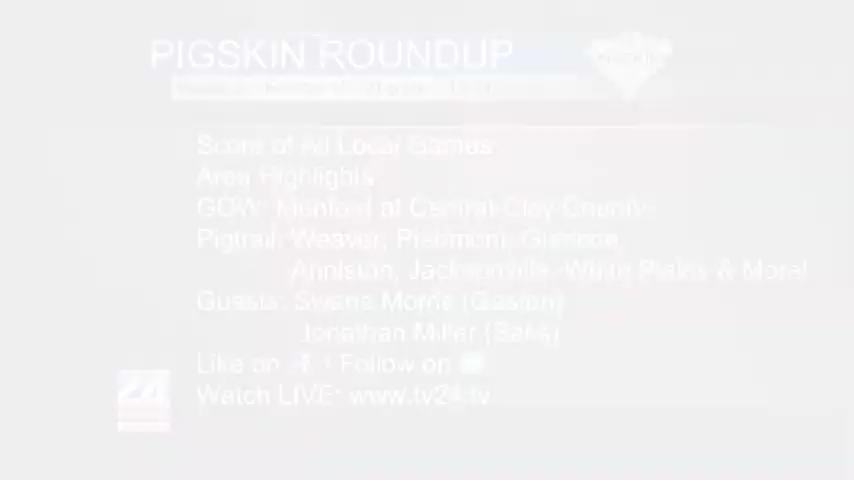 PIGSKIN ROUNDUP
Score of All Local Games
Area Highlights
GOW: Munford at Central-Clay County
Pigtrail: Weaver, Piedmont, Glencoe,
Anniston, Jacksonville, White Plains & More!
Guests: Swane Morris (Gaston)
Jonathan Miller (Saks)
Like on f ! Follow on
24 Watch LIVE: www.tv24.tv